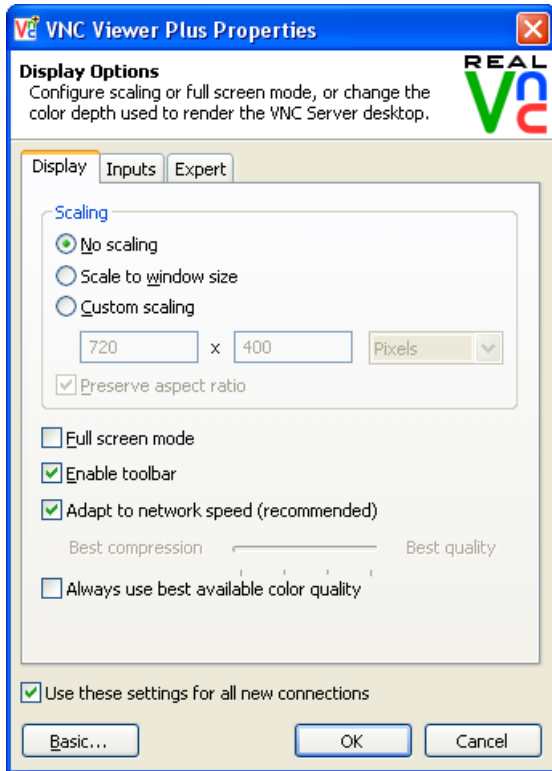 VNC Viewer Plus Properties
Display Options
Configure scaling or full screen mode, or change the
color depth used to render the VNC Server desktop.
REAL
Vnc
Display Inputs Expert
Scaling
No scaling
Scale to window size
Custom scaling
720 x 400 Pixels
Preserve aspect ratio
Full screen mode
Enable toolbar
Adapt to network speed (recommended)
Best compression Best quality
Always use best available color quality
Use these settings for all new connections
Basic... OK Cancel